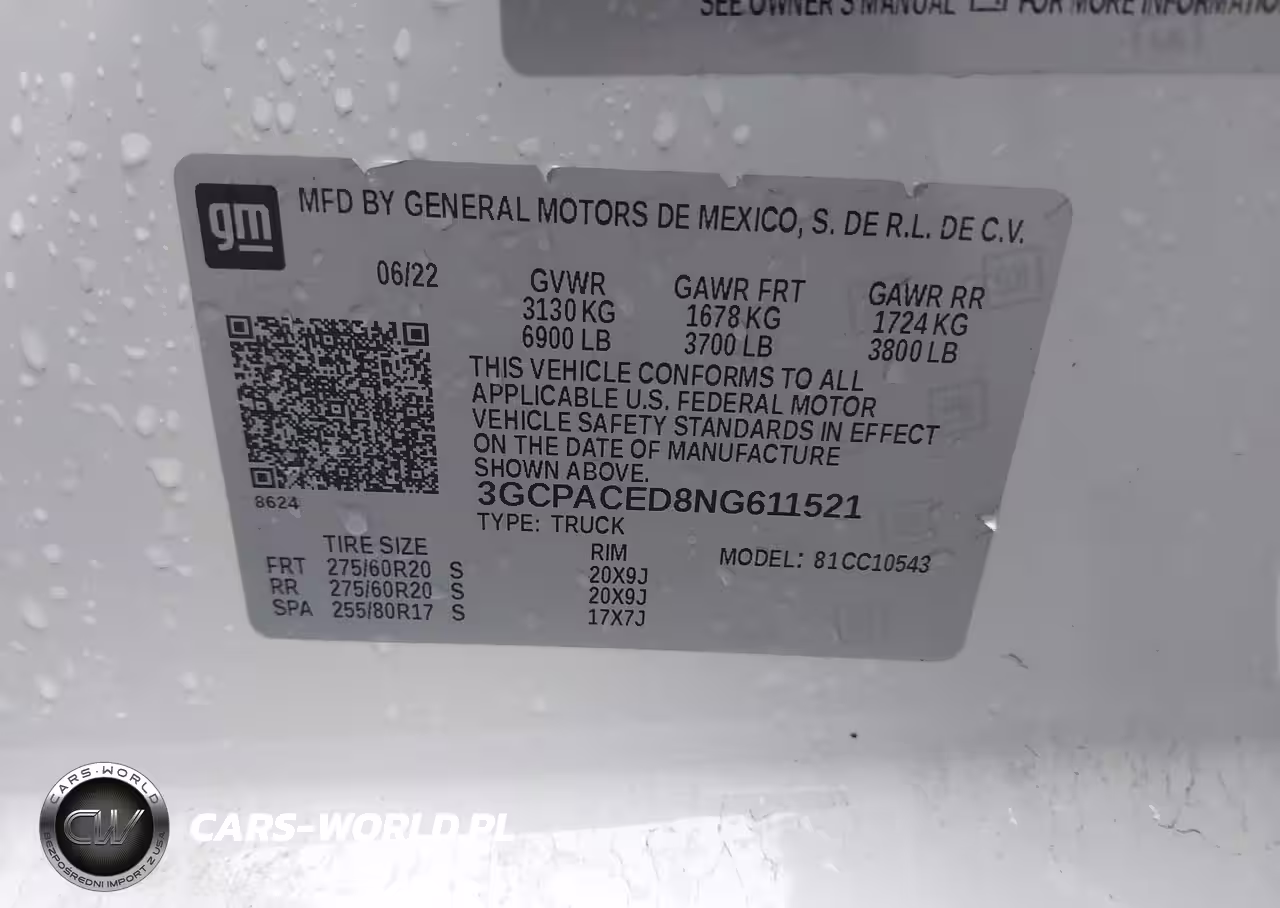 SEE OWNER'S MANUAL FOR MORE INFORMATIO
gm
MFD BY GENERAL MOTORS DE MEXICO, S. DE R.L. DE C.V.
06/22
GVWR GAWR FRT GAWR RR
3130 KG 1678 KG 1724 KG
6900 LB 3700 LB 3800 LB
THIS VEHICLE CONFORMS TO ALL
APPLICABLE U.S. FEDERAL MOTOR
VEHICLE SAFETY STANDARDS IN EFFECT
ON THE DATE OF MANUFACTURE
SHOWN ABOVE.
3GCPACED8NG611521
8624
TYPE: TRUCK
TIRE SIZE RIM MODEL: 81CC10543
FRT 275/60R20 S 20X9J
RR 275/60R20 S 20X9J
SPA 255/80R17 S 17X7J
CARS-WORLD
CW
BEZPOŚREDNI IMPORT Z USA
CARS-WORLD.PL